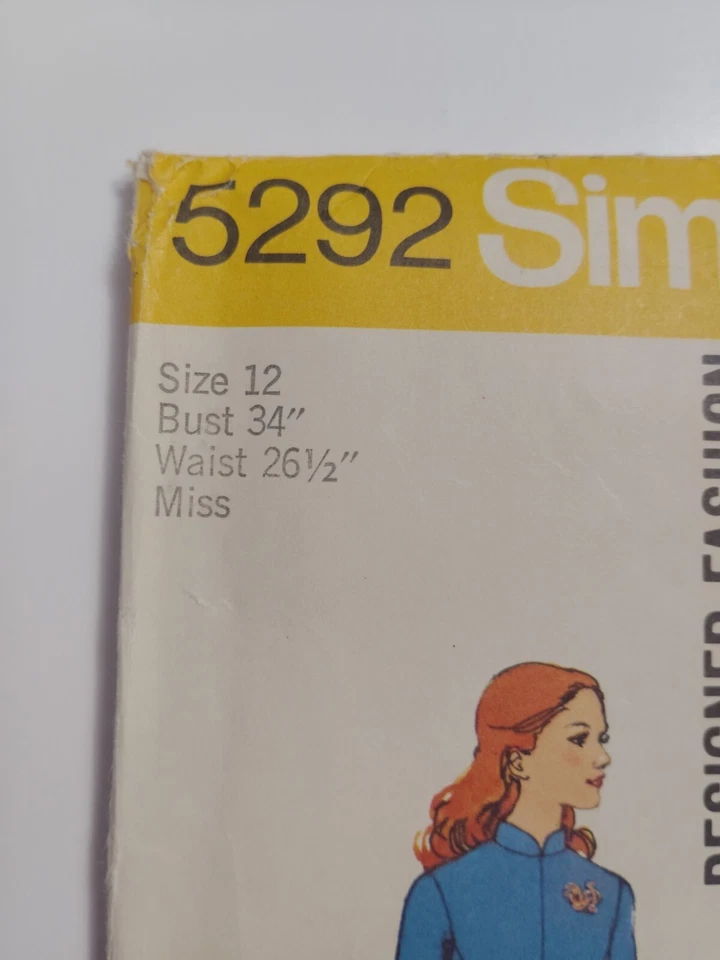 5292 Sim
Size 12
Bust 34"
Waist 26½"
Miss
DESIGNER FASHION